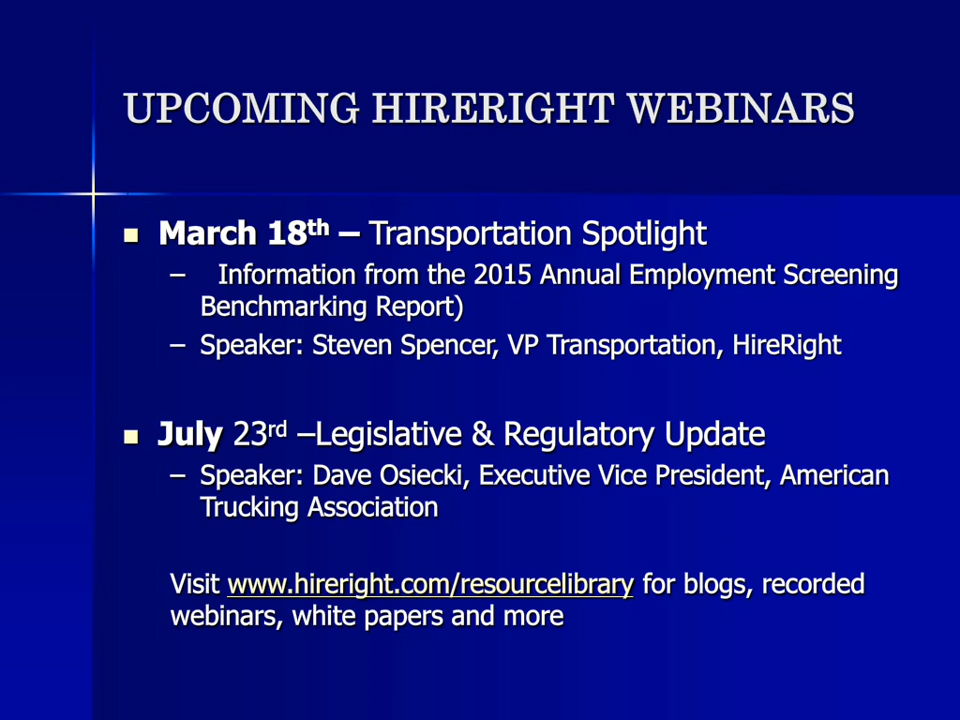 UPCOMING HIRERIGHT WEBINARS
■ March 18th – Transportation Spotlight
– Information from the 2015 Annual Employment Screening
Benchmarking Report)
– Speaker: Steven Spencer, VP Transportation, HireRight
■ July 23rd –Legislative & Regulatory Update
– Speaker: Dave Osiecki, Executive Vice President, American
Trucking Association
Visit www.hireright.com/resourcelibrary for blogs, recorded
webinars, white papers and more